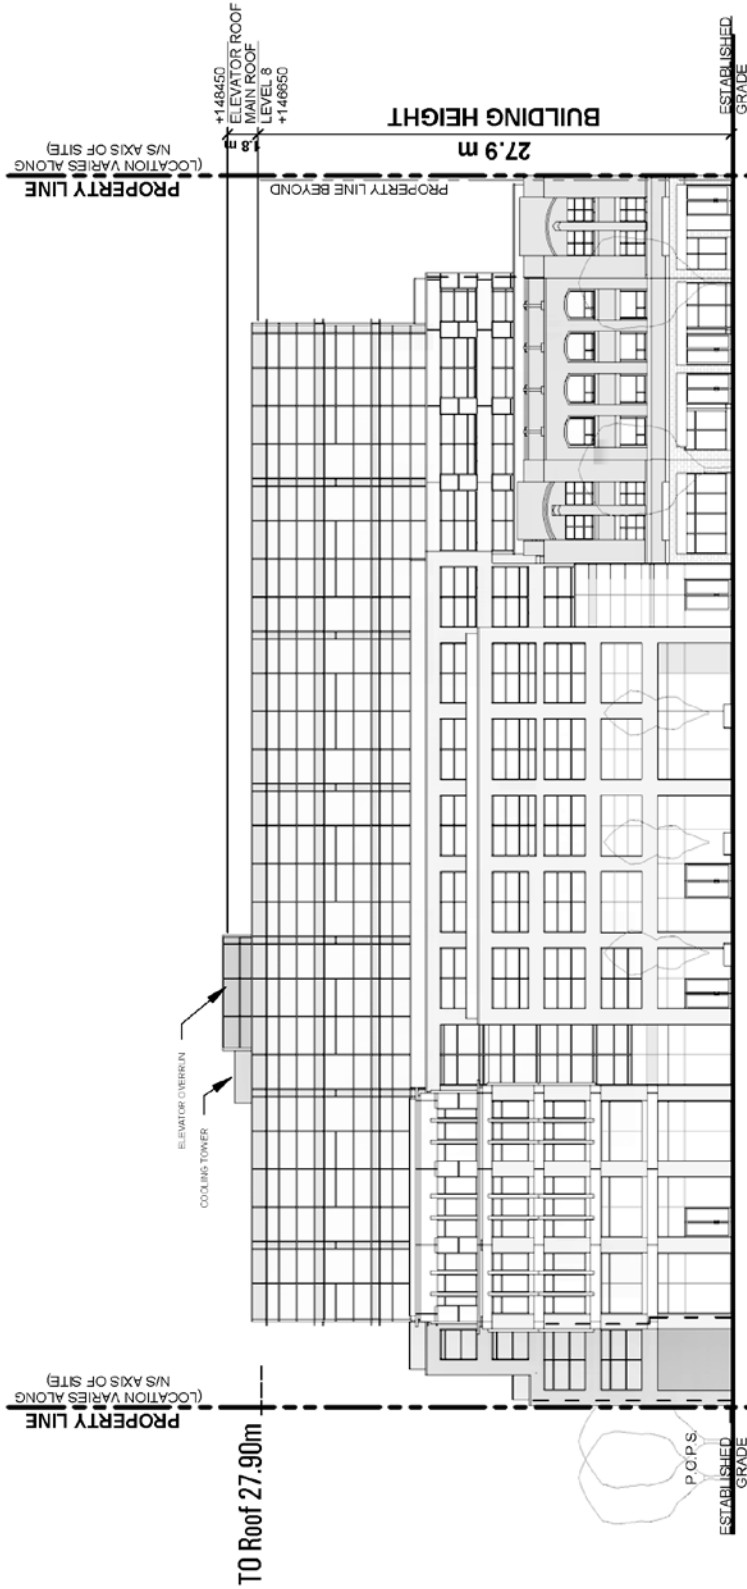 +148450
ELEVATOR ROOF
MAIN ROOF
LEVEL 8
+146650
1.8 m
27.9 m
BUILDING HEIGHT
PROPERTY LINE
(LOCATION VARIES ALONG
N/S AXIS OF SITE)
PROPERTY LINE BEYOND
ESTABLISHED
GRADE
ELEVATOR OVERRUN
COOLING TOWER
PROPERTY LINE
(LOCATION VARIES ALONG
N/S AXIS OF SITE)
TO Roof 27.90m
P.O.P.S.
ESTABLISHED
GRADE